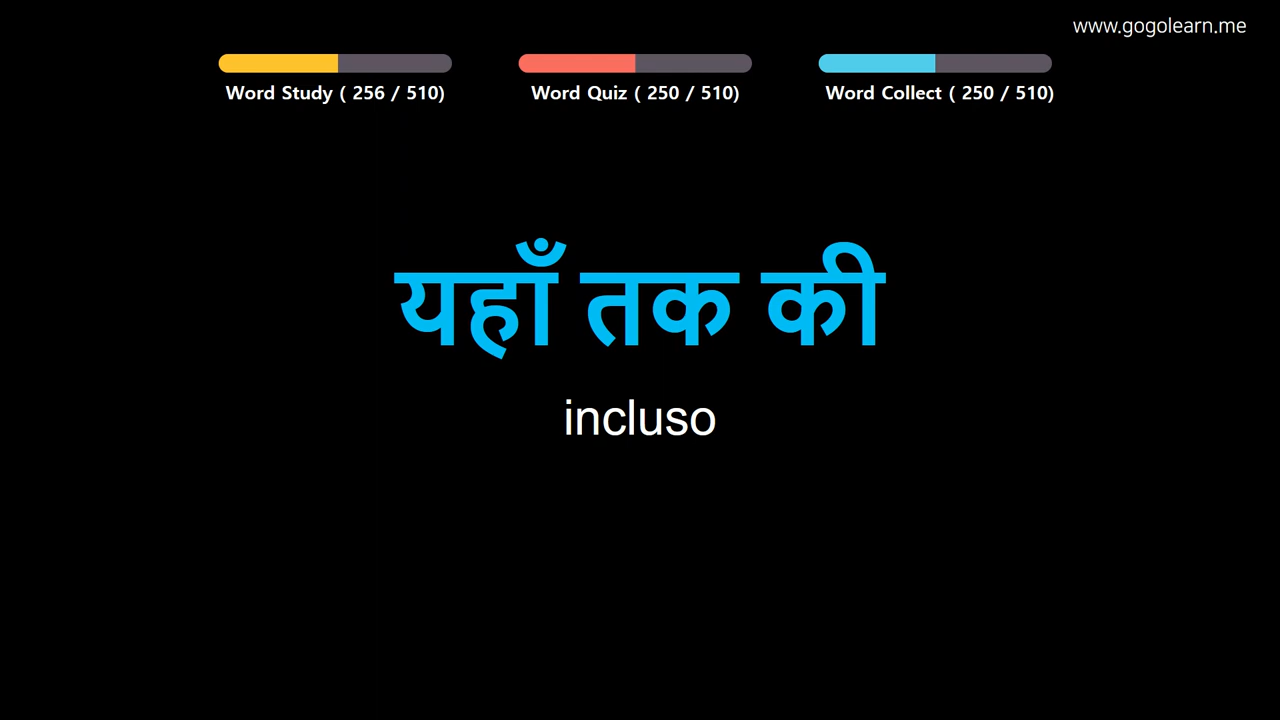 www.gogolearn.me
Word Study ( 256 / 510)
Word Quiz ( 250 / 510)
Word Collect ( 250 / 510)
यहाँ तक की
incluso